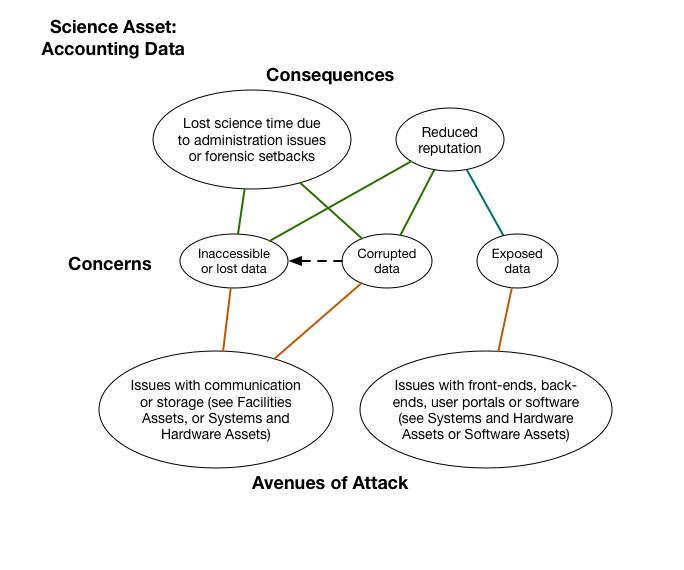 Science Asset:
Accounting Data
Consequences
Lost science time due
to administration issues
or forensic setbacks
Reduced
reputation
Concerns
Inaccessible
or lost data
Corrupted
data
Exposed
data
Issues with communication
or storage (see Facilities
Assets, or Systems and
Hardware Assets)
Issues with front-ends, back-
ends, user portals or software
(see Systems and Hardware
Assets or Software Assets)
Avenues of Attack